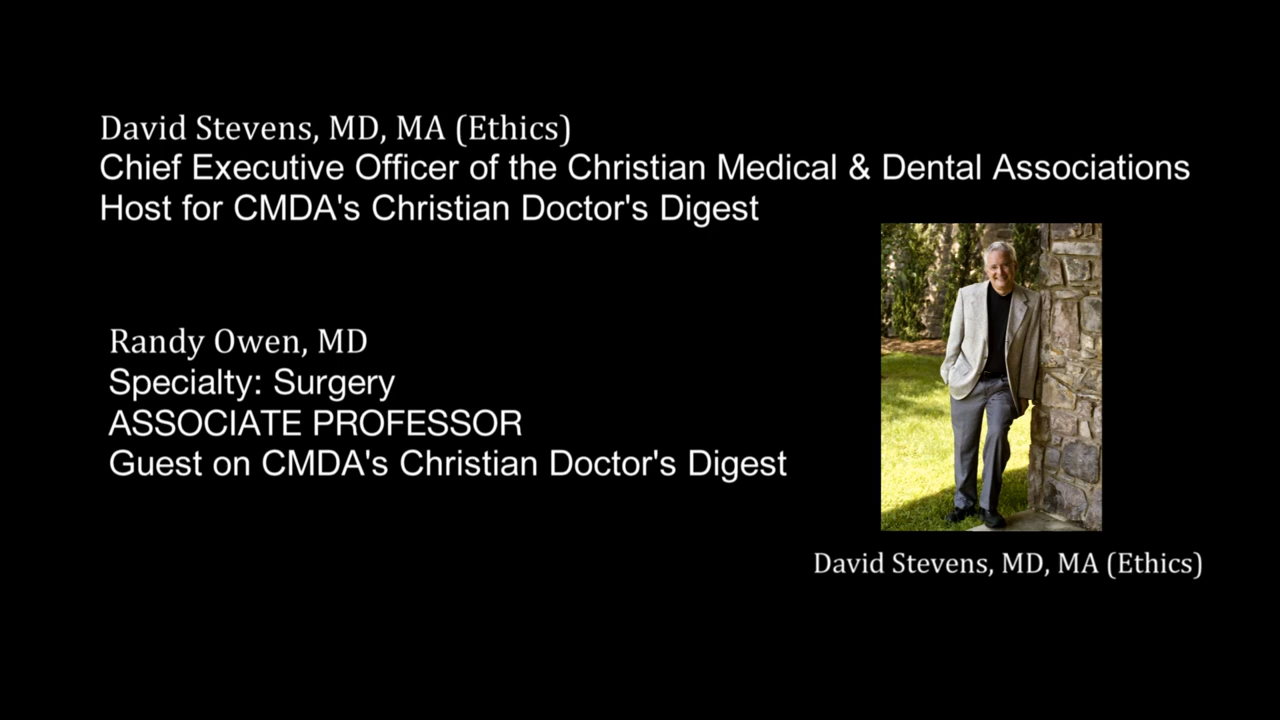 David Stevens, MD, MA (Ethics)
Chief Executive Officer of the Christian Medical & Dental Associations
Host for CMDA's Christian Doctor's Digest
Randy Owen, MD
Specialty: Surgery
ASSOCIATE PROFESSOR
Guest on CMDA's Christian Doctor's Digest
David Stevens, MD, MA (Ethics)